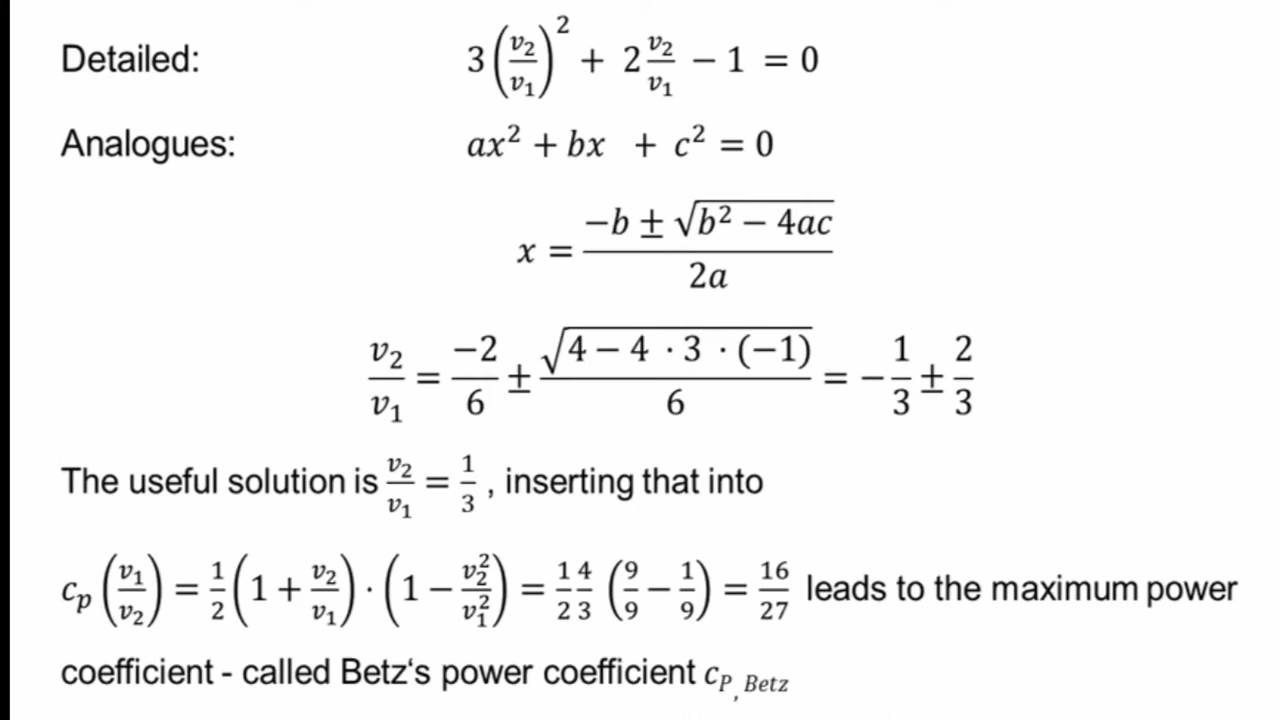 Detailed: 3(v₂/v₁)² + 2 v₂/v₁ − 1 = 0
Analogues: ax² + bx + c² = 0
x = (−b ± √(b² − 4ac)) / 2a
v₂/v₁ = −2/6 ± √(4 − 4 · 3 · (−1)) / 6 = − 1/3 ± 2/3
The useful solution is v₂/v₁ = 1/3 , inserting that into
cₚ (v₁/v₂) = 1/2 (1 + v₂/v₁) · (1 − v₂²/v₁²) = 1/2 4/3 (9/9 − 1/9) = 16/27 leads to the maximum power
coefficient - called Betz‘s power coefficient c_P, Betz